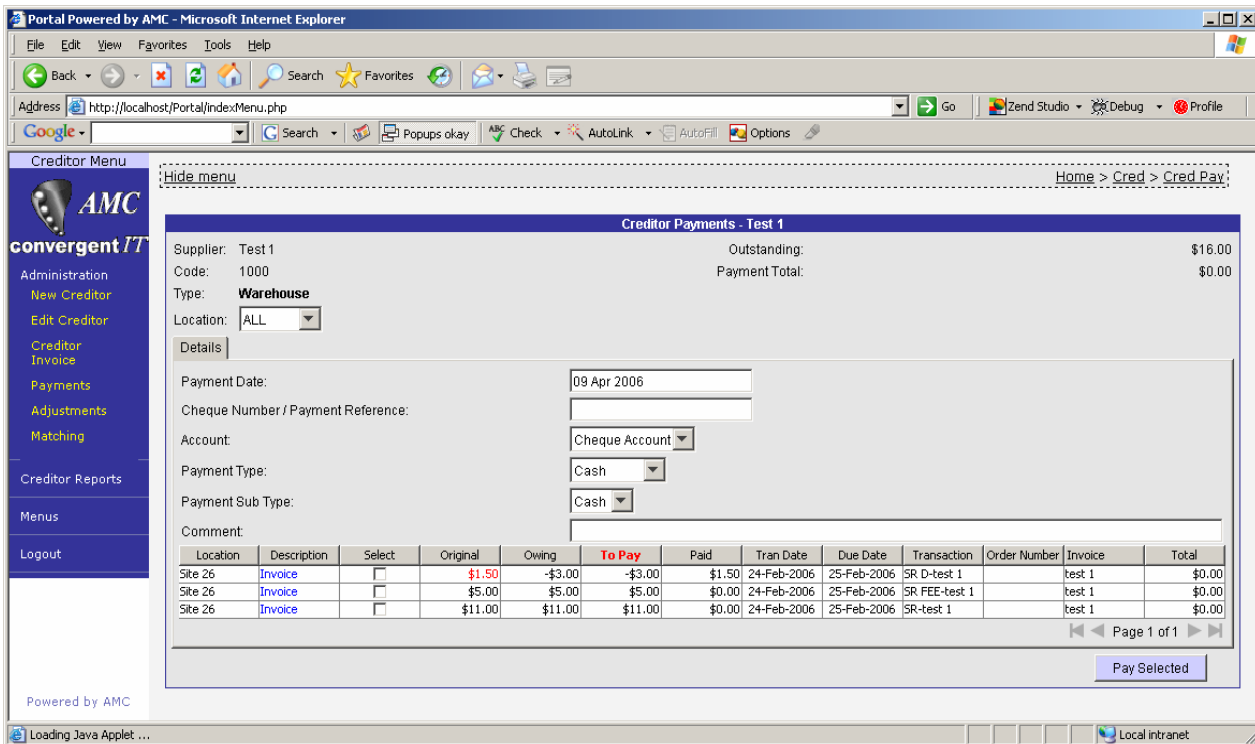 Portal Powered by AMC - Microsoft Internet Explorer
File Edit View Favorites Tools Help
Back Search Favorites
Address http://localhost/Portal/indexMenu.php Go Zend Studio Debug Profile
Google Search Popups okay ABC Check AutoLink AutoFill Options
Creditor Menu
Hide menu Home > Cred > Cred Pay
AMC
convergent IT
Administration
New Creditor
Edit Creditor
Creditor
Invoice
Payments
Adjustments
Matching
Creditor Reports
Menus
Logout
Powered by AMC
Creditor Payments - Test 1
Supplier: Test 1 Outstanding: $16.00
Code: 1000 Payment Total: $0.00
Type: Warehouse
Location: ALL
Details
Payment Date: 09 Apr 2006
Cheque Number / Payment Reference:
Account: Cheque Account
Payment Type: Cash
Payment Sub Type: Cash
Comment:
Location Description Select Original Owing To Pay Paid Tran Date Due Date Transaction Order Number Invoice Total
Site 26 Invoice $1.50 -$3.00 -$3.00 $1.50 24-Feb-2006 25-Feb-2006 SR D-test 1 test 1 $0.00
Site 26 Invoice $5.00 $5.00 $5.00 $0.00 24-Feb-2006 25-Feb-2006 SR FEE-test 1 test 1 $0.00
Site 26 Invoice $11.00 $11.00 $11.00 $0.00 24-Feb-2006 25-Feb-2006 SR-test 1 test 1 $0.00
Page 1 of 1
Pay Selected
Loading Java Applet ... Local intranet